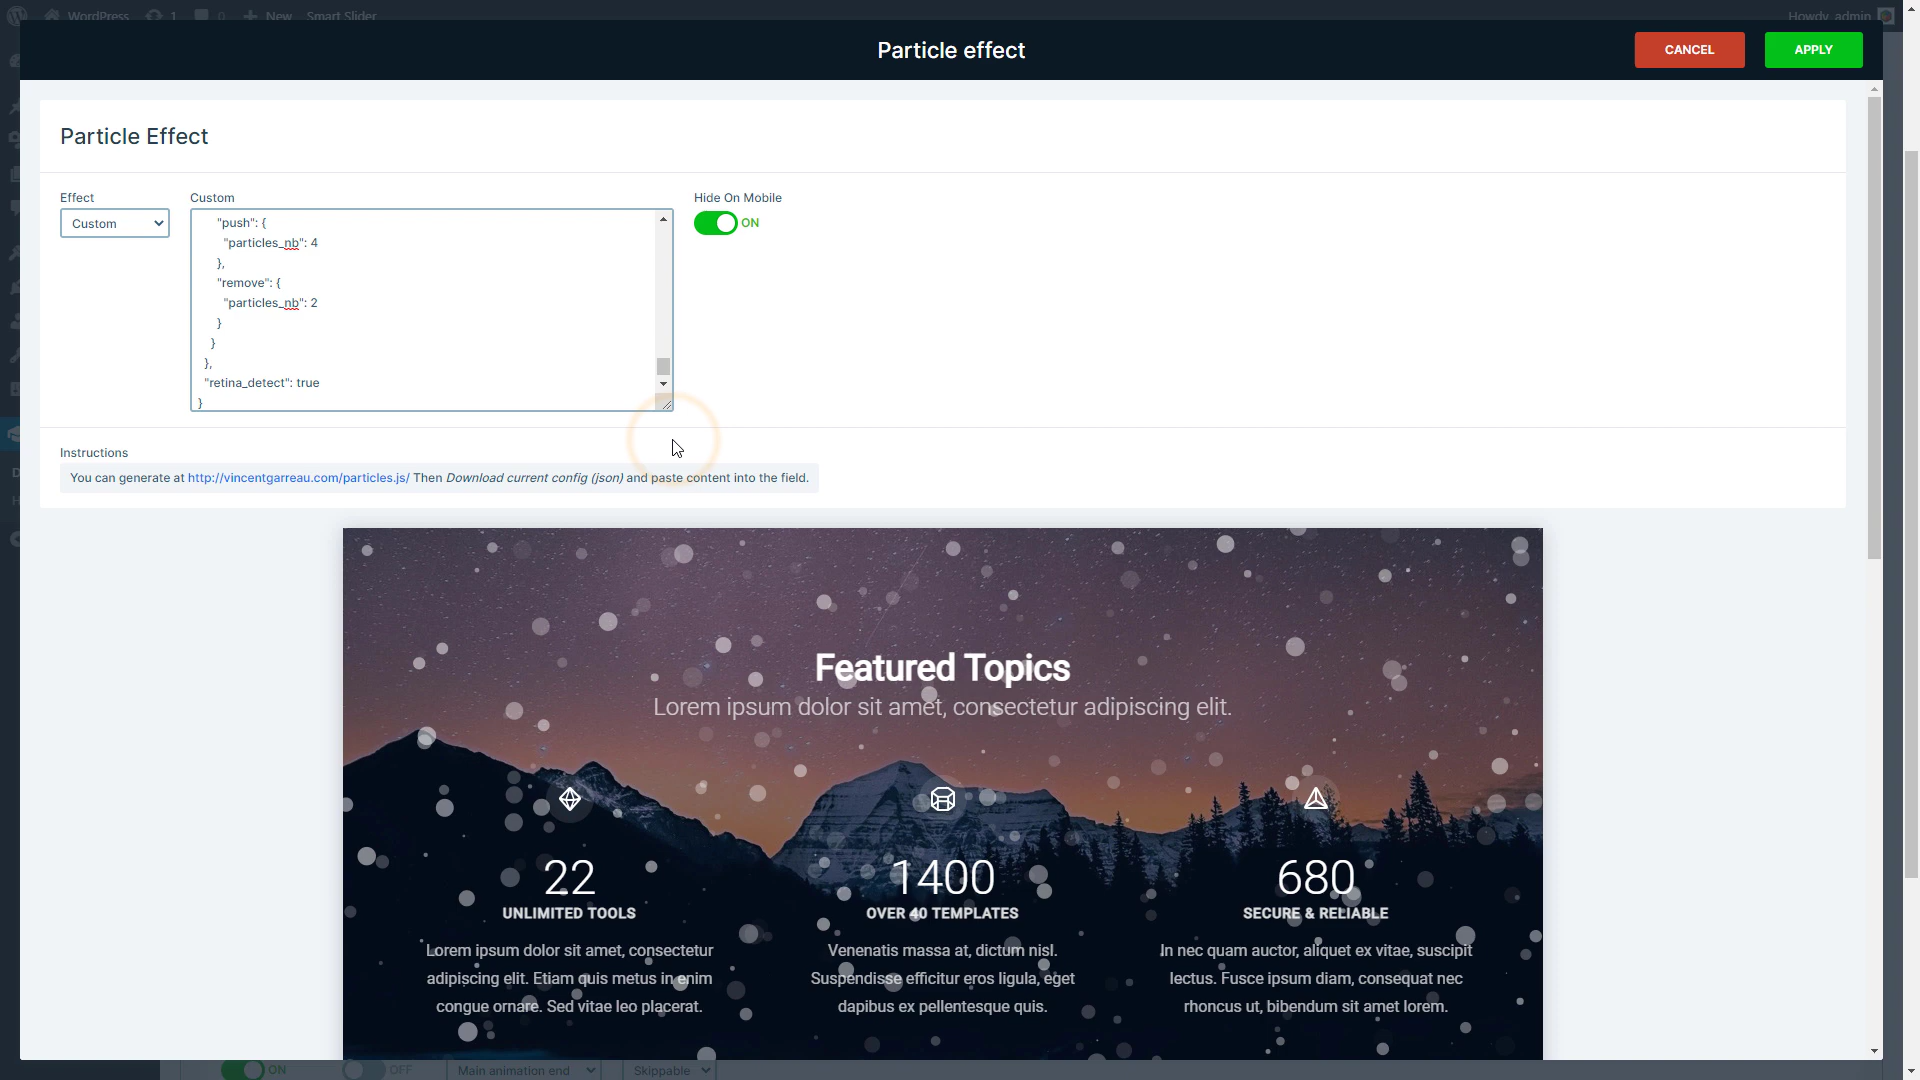 WordPress 1 0 New Smart Slider Howdy, admin
Particle effect
CANCEL
APPLY
Particle Effect
Effect
Custom
Hide On Mobile
Custom
ON
"push": {
"particles_nb": 4
},
"remove": {
"particles_nb": 2
}
}
},
"retina_detect": true
}
Instructions
You can generate at http://vincentgarreau.com/particles.js/ Then Download current config (json) and paste content into the field.
Featured Topics
Lorem ipsum dolor sit amet, consectetur adipiscing elit.
22
UNLIMITED TOOLS
Lorem ipsum dolor sit amet, consectetur
adipiscing elit. Etiam quis metus in enim
congue ornare. Sed vitae leo placerat.
1400
OVER 40 TEMPLATES
Venenatis massa at, dictum nisl.
Suspendisse efficitur eros ligula, eget
dapibus ex pellentesque quis.
680
SECURE & RELIABLE
In nec quam auctor, aliquet ex vitae, suscipit
lectus. Fusce ipsum diam, consequat nec
rhoncus ut, bibendum sit amet lorem.
ON OFF Main animation end Skippable